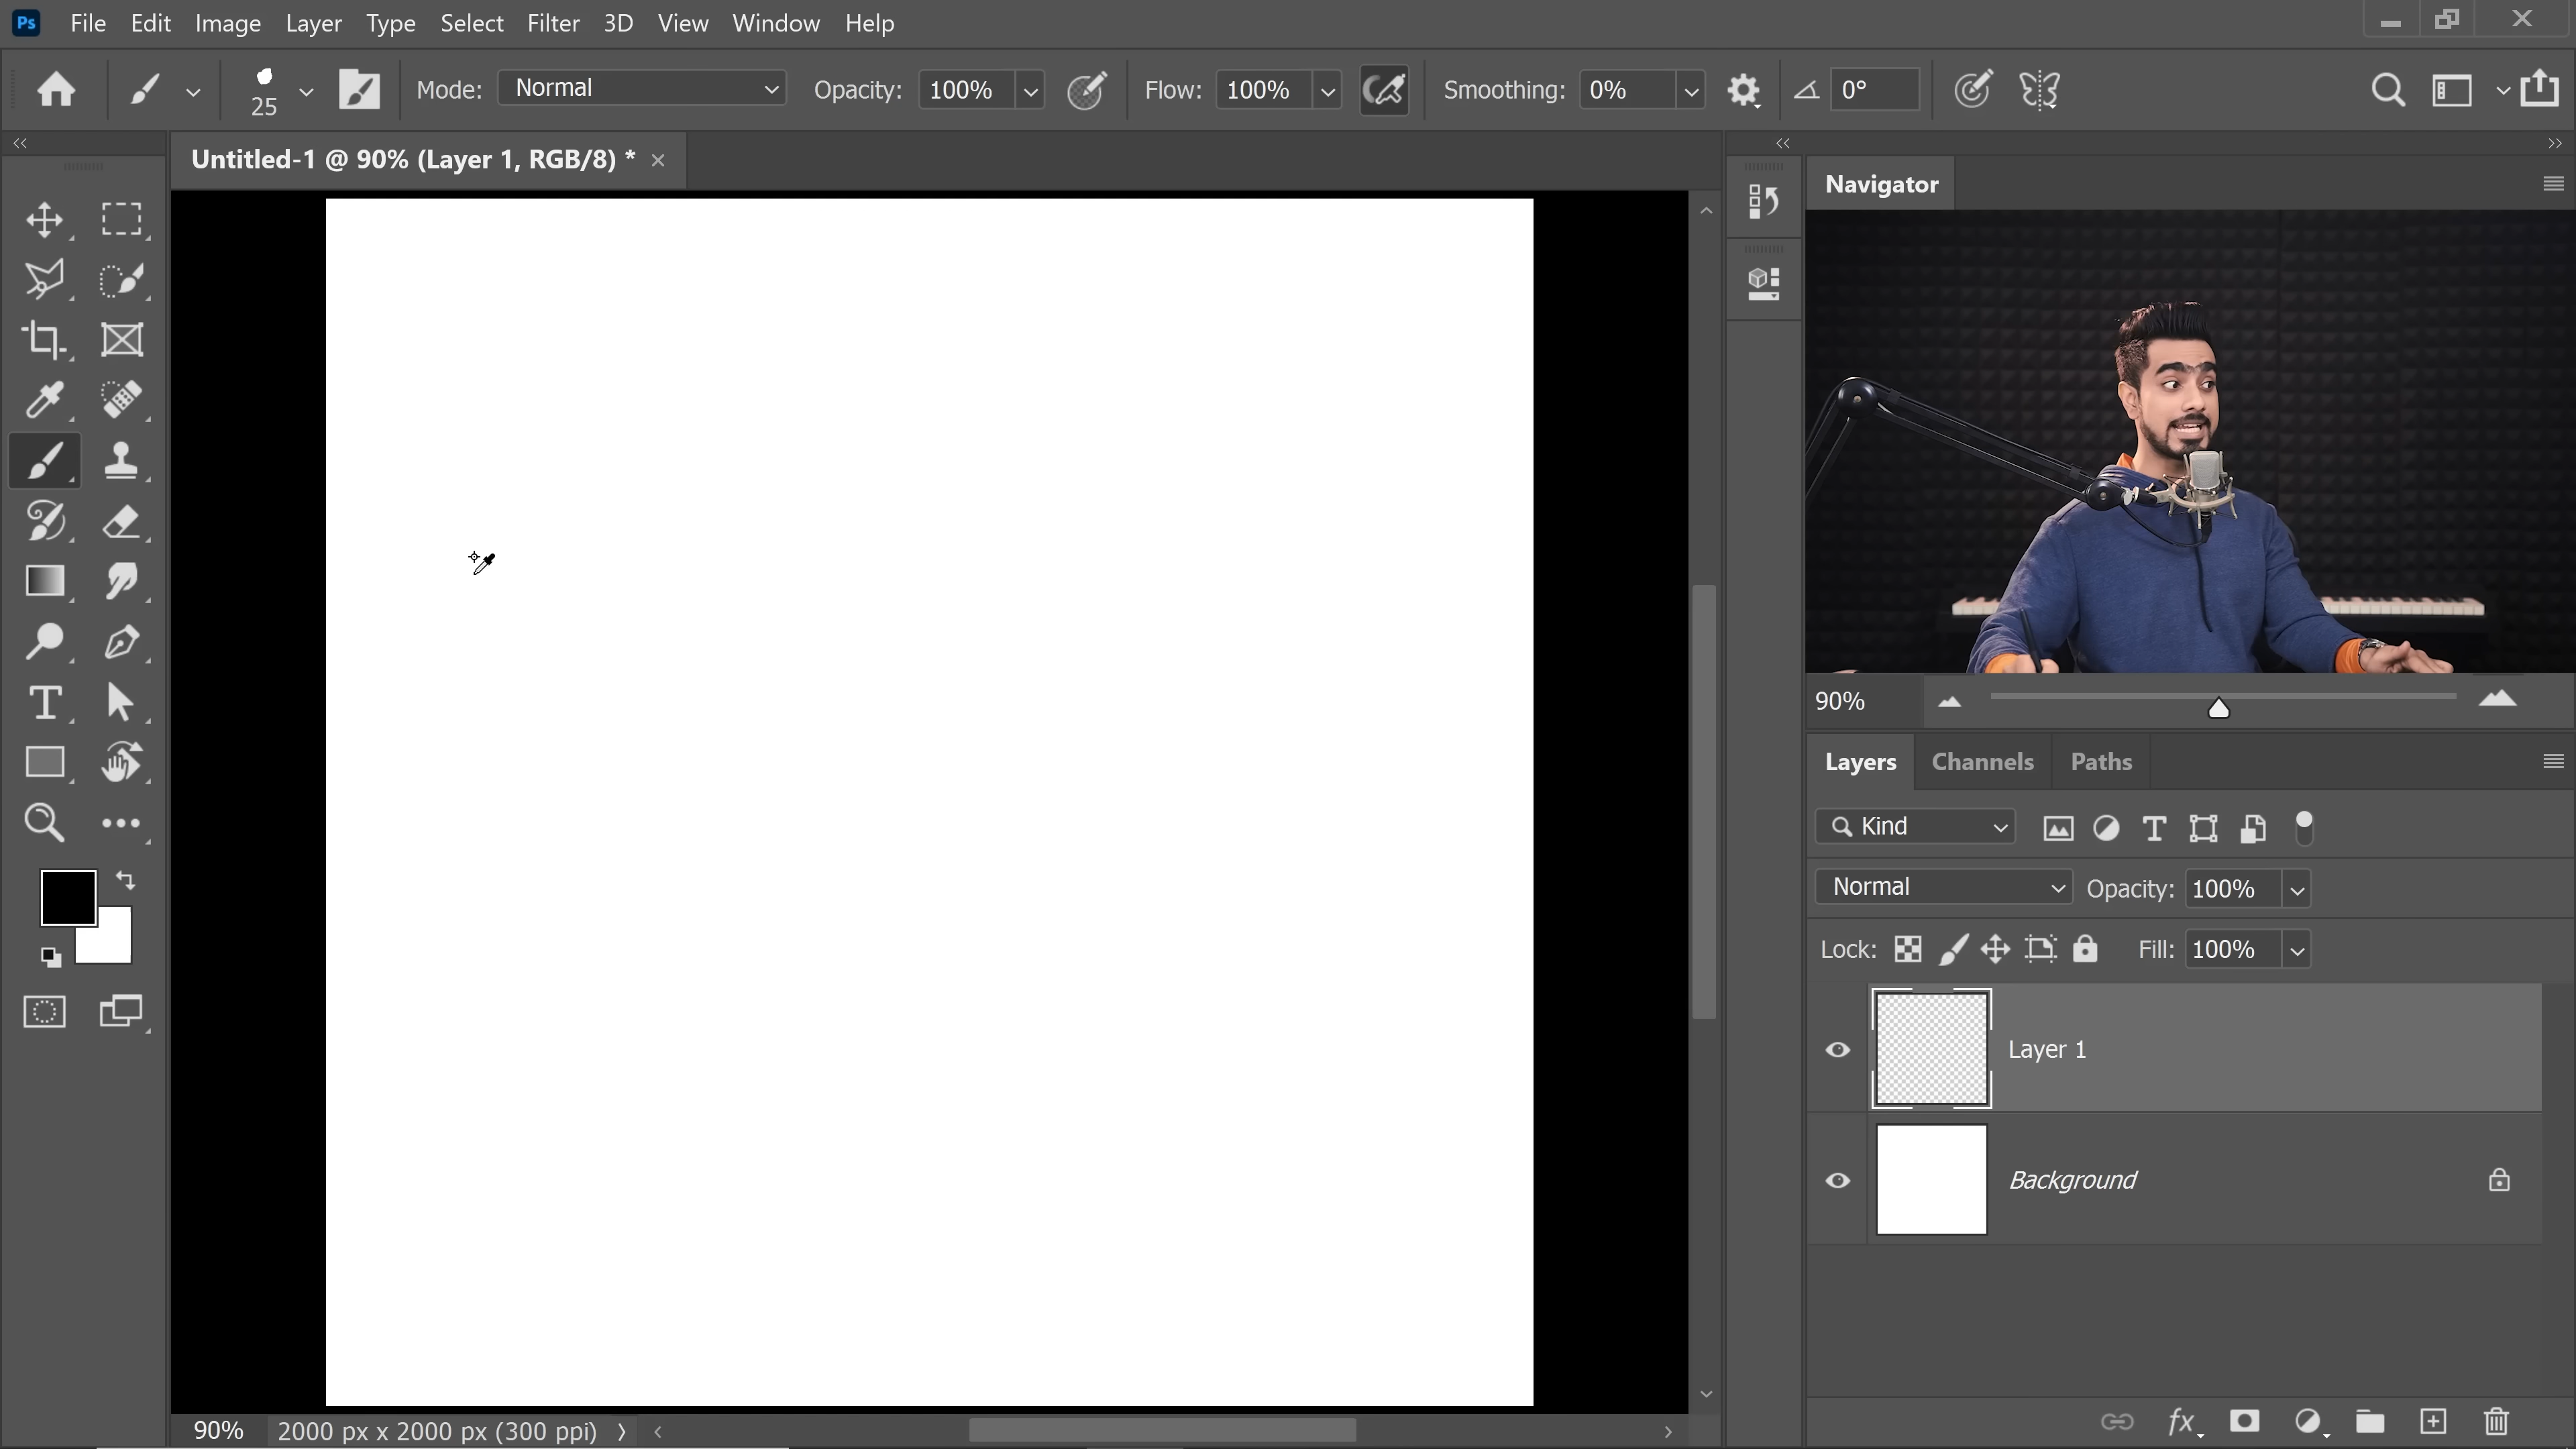 Ps File Edit Image Layer Type Select Filter 3D View Window Help
25 Mode: Normal Opacity: 100% Flow: 100% Smoothing: 0% 0°
Untitled-1 @ 90% (Layer 1, RGB/8) *
Navigator
90%
Layers Channels Paths
Kind
Normal Opacity: 100%
Lock: Fill: 100%
Layer 1
Background
fx
90% 2000 px x 2000 px (300 ppi)